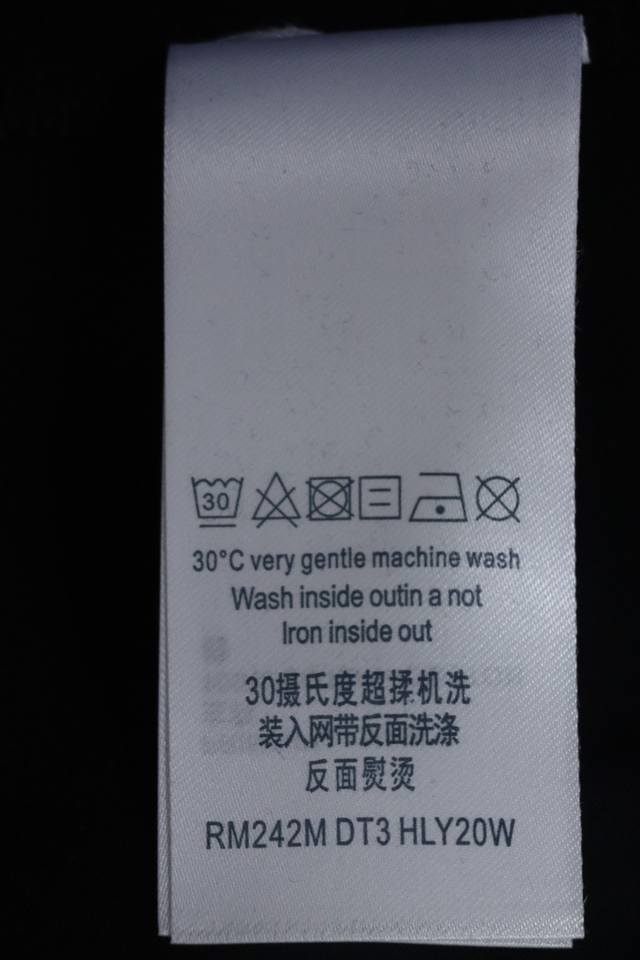 30
30°C very gentle machine wash
Wash inside outin a not
Iron inside out
30摄氏度超揉机洗
装入网带反面洗涤
反面熨烫
RM242M DT3 HLY20W